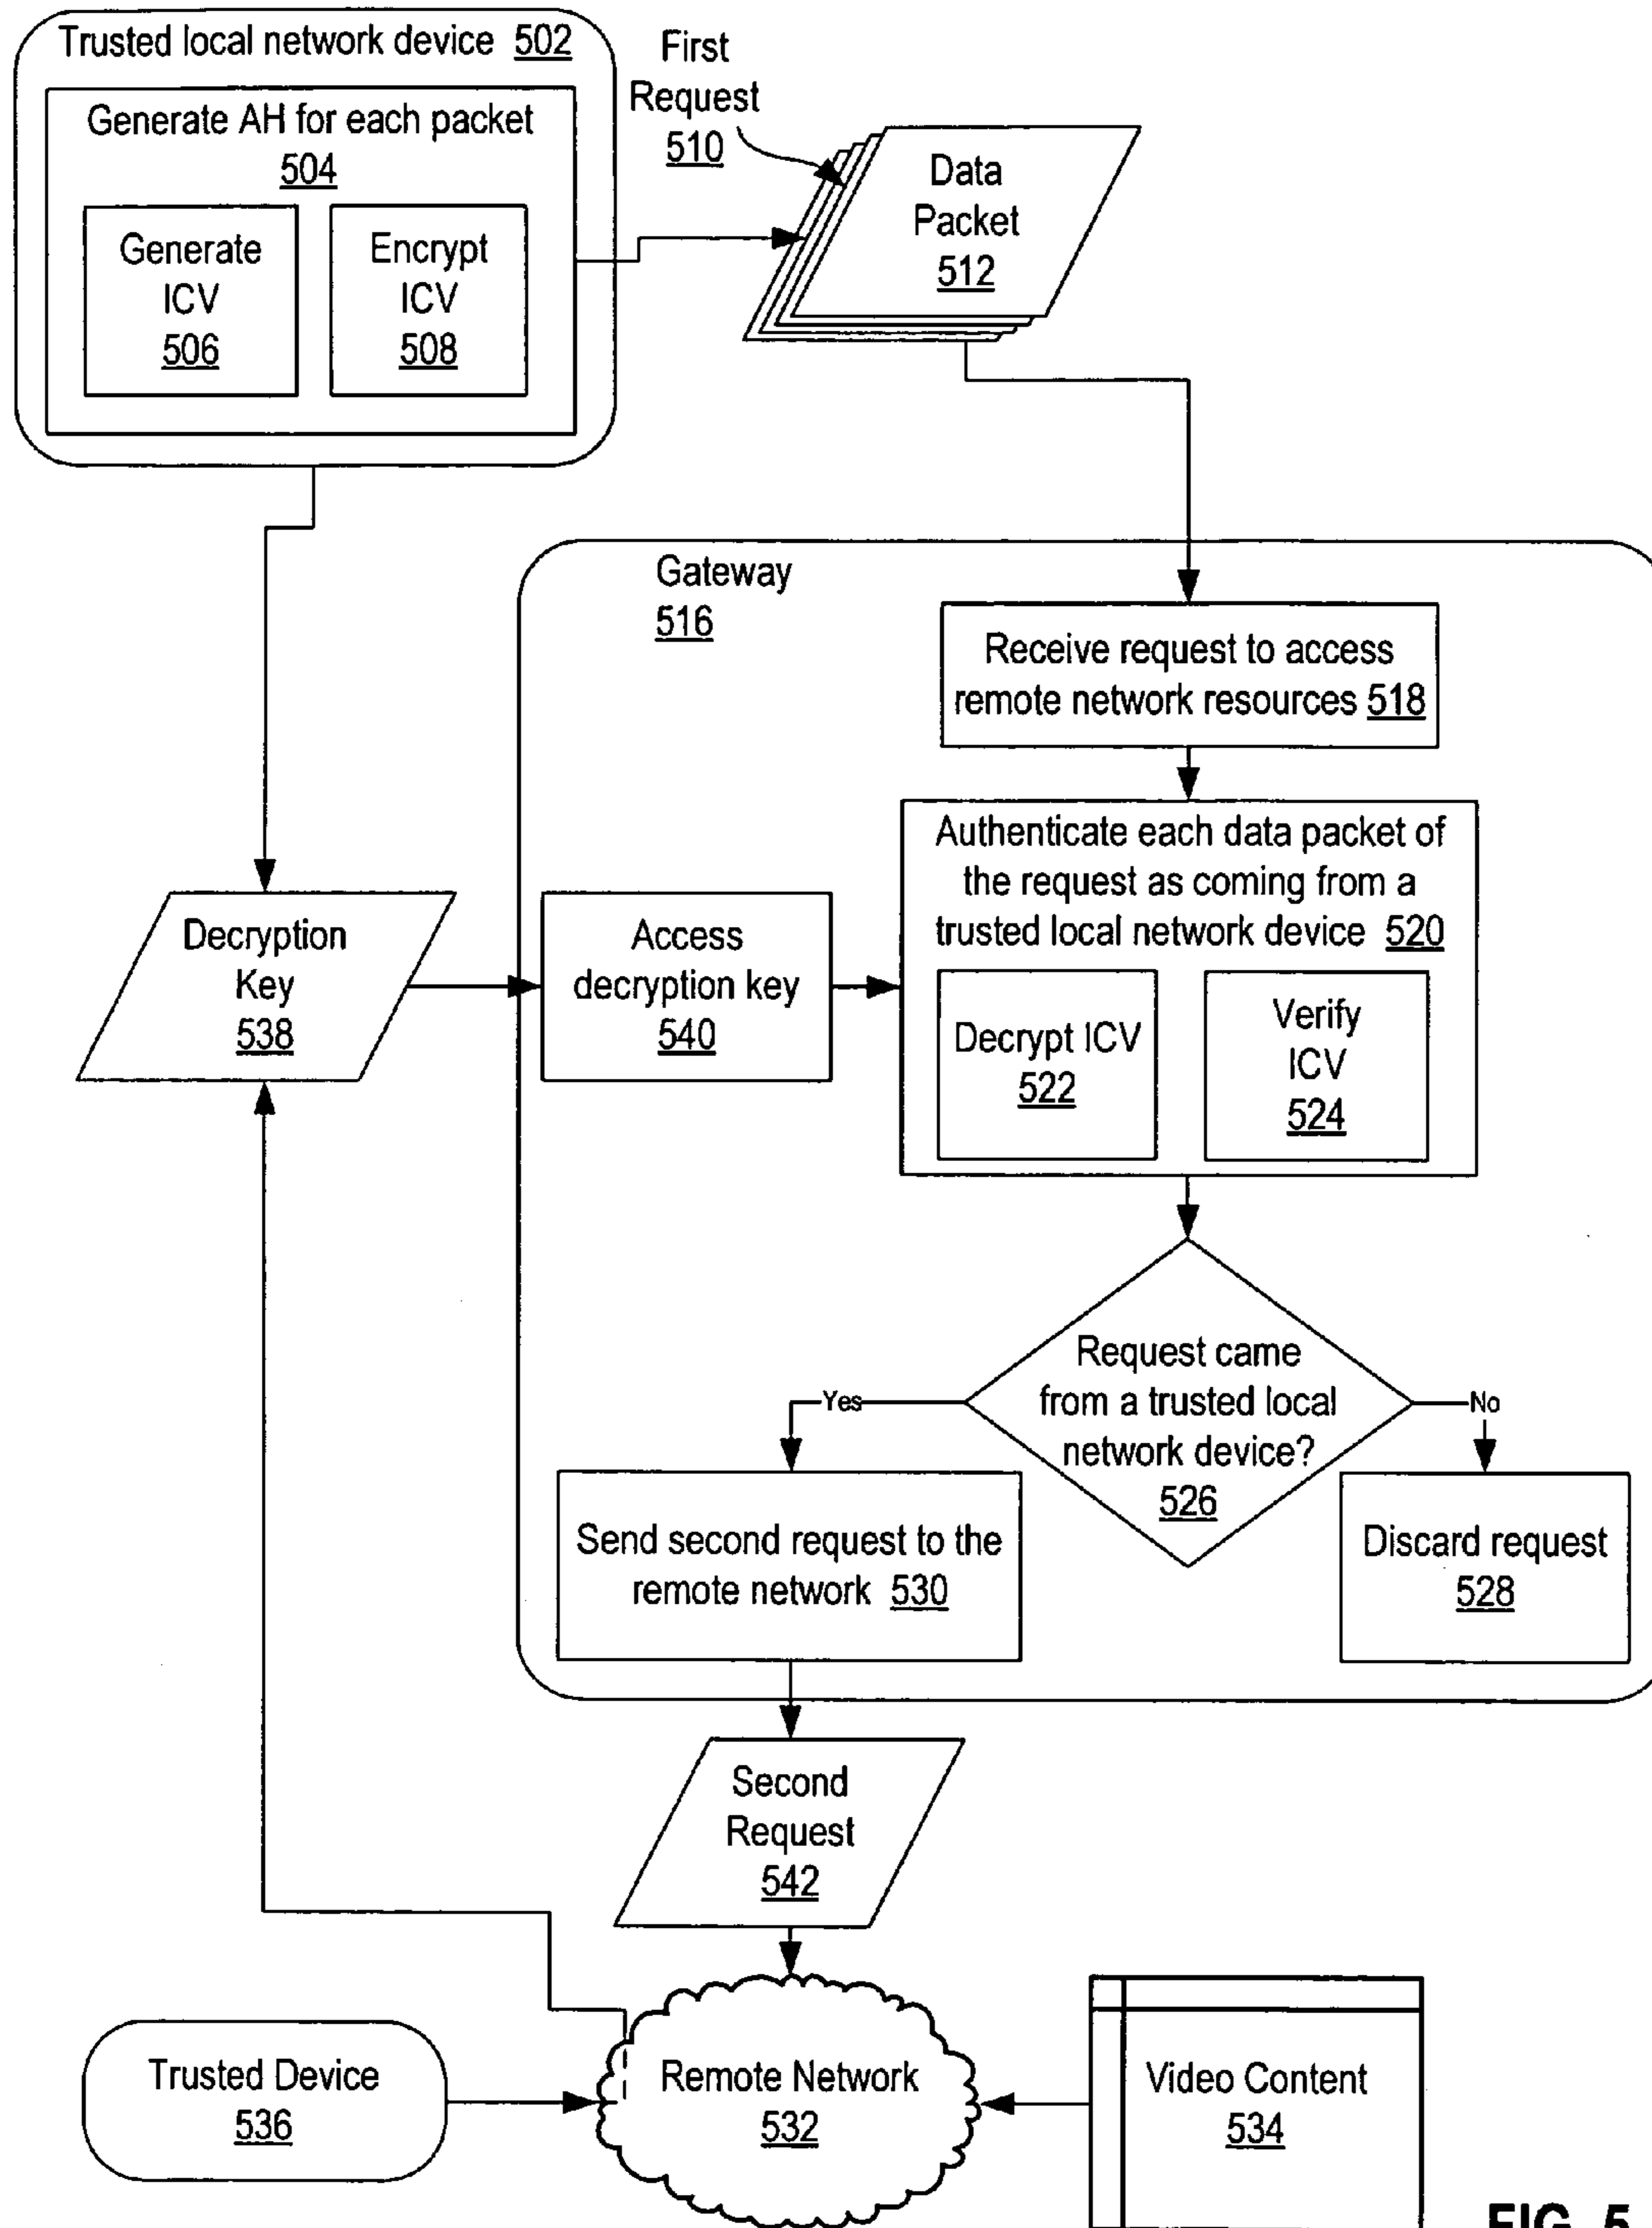 Trusted local network device 502
Generate AH for each packet
504
Generate
ICV
506
Encrypt
ICV
508
First
Request
510
Data
Packet
512
Gateway
516
Receive request to access
remote network resources 518
Authenticate each data packet of
the request as coming from a
trusted local network device 520
Decrypt ICV
522
Verify
ICV
524
Decryption
Key
538
Access
decryption key
540
Request came
from a trusted local
network device?
526
Yes
No
Send second request to the
remote network 530
Discard request
528
Second
Request
542
Trusted Device
536
Remote Network
532
Video Content
534
FIG. 5